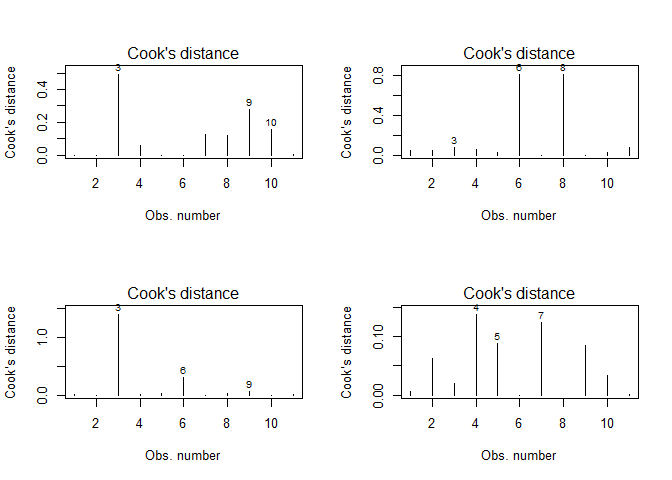 Cook's distance
Cook's distance
0.0 0.2 0.4
3
9
10
2 4 6 8 10
Obs. number
Cook's distance
Cook's distance
0.0 0.4 0.8
6
8
3
2 4 6 8 10
Obs. number
Cook's distance
Cook's distance
0.0 1.0
3
6
9
2 4 6 8 10
Obs. number
Cook's distance
Cook's distance
0.00 0.10
4
7
5
2 4 6 8 10
Obs. number